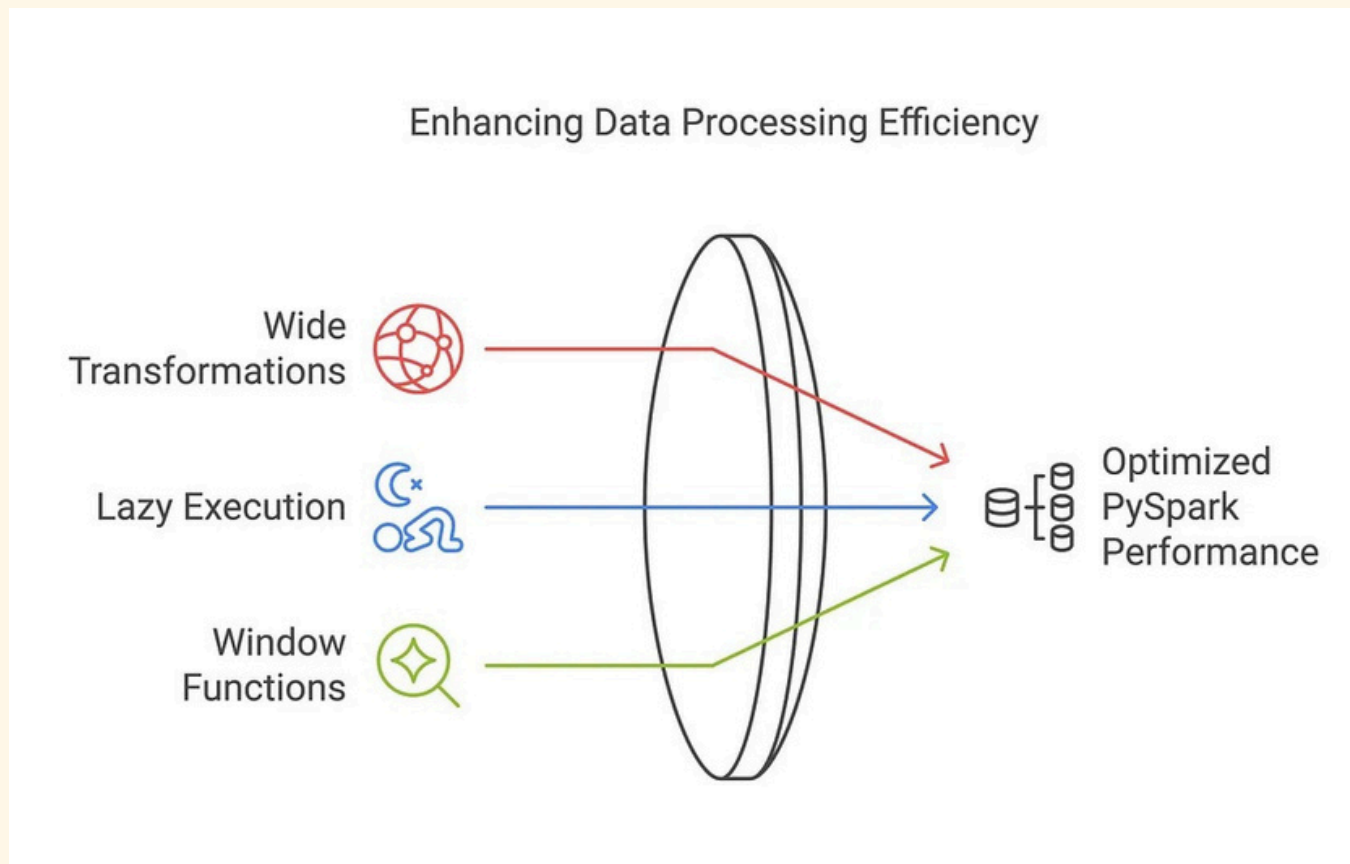 Enhancing Data Processing Efficiency
Wide
Transformations
Lazy Execution
Window
Functions
Optimized
PySpark
Performance